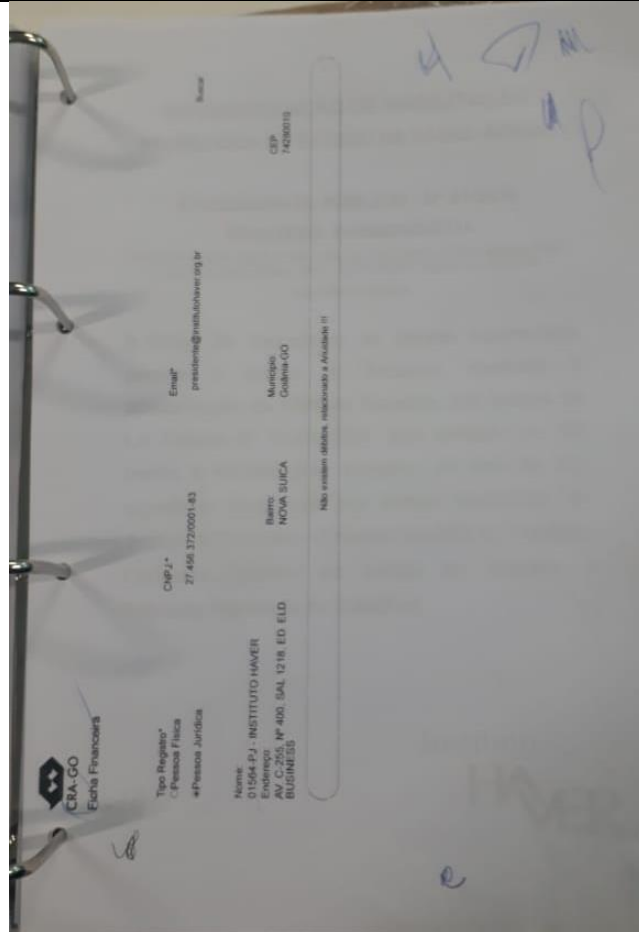 CRA-GO
Ficha Financeira
Tipo Registro*
Pessoa Física
Pessoa Jurídica
CNPJ:*
27.456.372/0001-83
Email*
presidente@institutohaver.org.br
Buscar
Nome:
01564-PJ - INSTITUTO HAVER
Endereço:
AV. C-255, Nº 400, SAL 1218, ED. ELD
BUSINESS
Bairro:
NOVA SUICA
Município:
Goiânia-GO
CEP
74280010
Não existem débitos, relacionado a Anuidade !!!